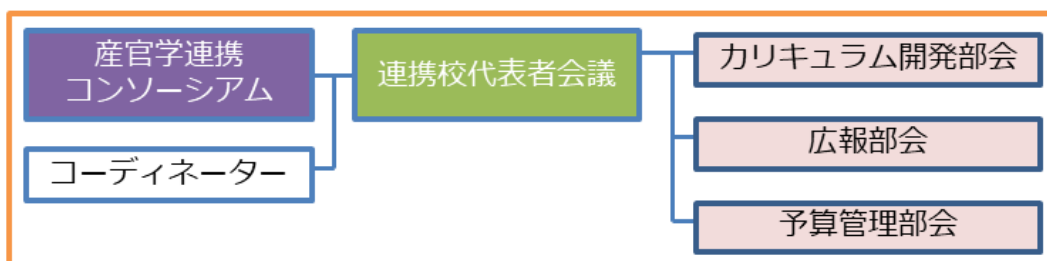 産官学連携
コンソーシアム
連携校代表者会議
カリキュラム開発部会
コーディネーター
広報部会
予算管理部会